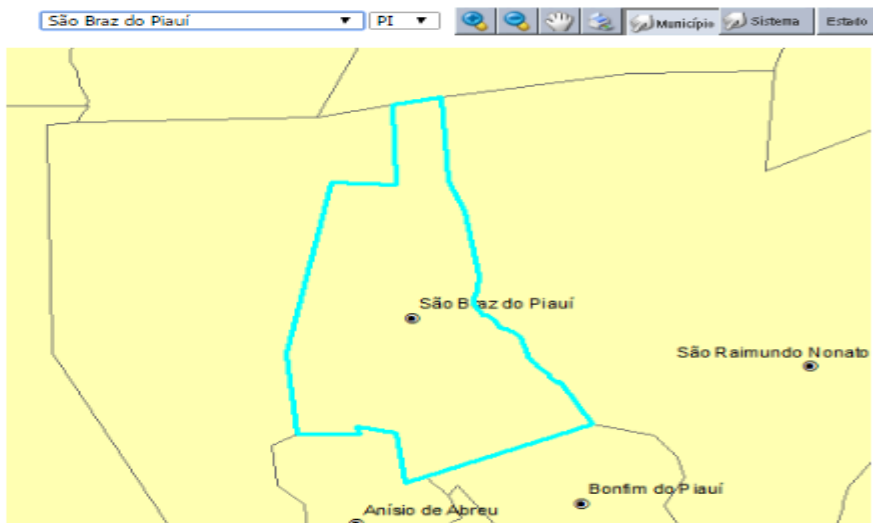 São Braz do Piauí PI Município Sistema Estado
São Braz do Piauí
São Raimundo Nonato
Bonfim do Piauí
Anísio de Abreu